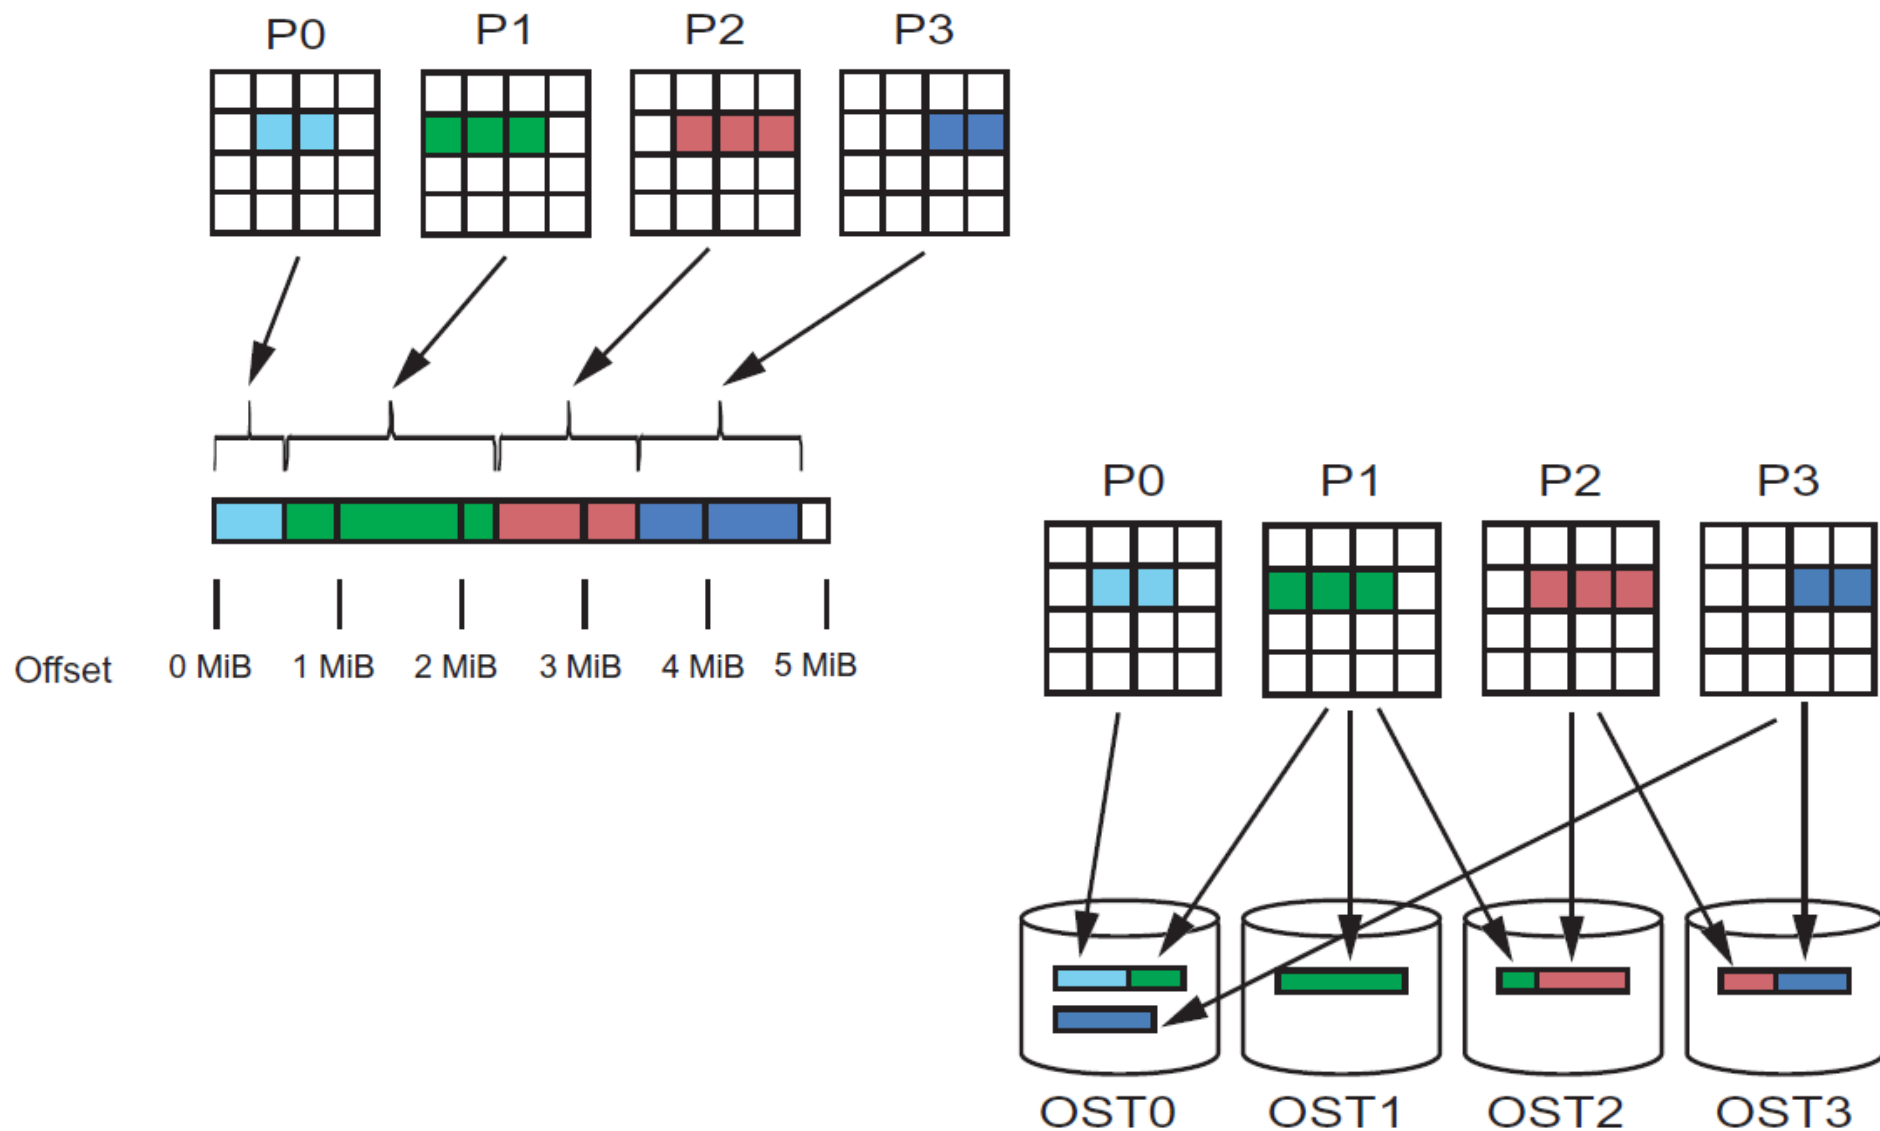 P0 P1 P2 P3
Offset 0 MiB 1 MiB 2 MiB 3 MiB 4 MiB 5 MiB
P0 P1 P2 P3
OST0 OST1 OST2 OST3